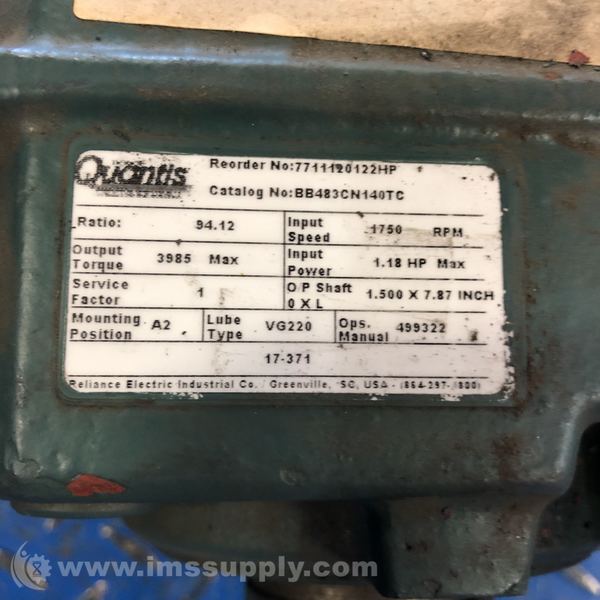 Quantis
Reorder No:7711120122HP
Catalog No:BB483CN140TC
Ratio: 94.12 Input Speed 1750 RPM
Output Torque 3985 Max Input Power 1.18 HP Max
Service Factor 1 O P Shaft O X L 1.500 X 7.87 INCH
Mounting Position A2 Lube Type VG220 Ops. Manual 499322
17-371
Reliance Electric Industrial Co. Greenville, SC, USA
www.imssupply.com